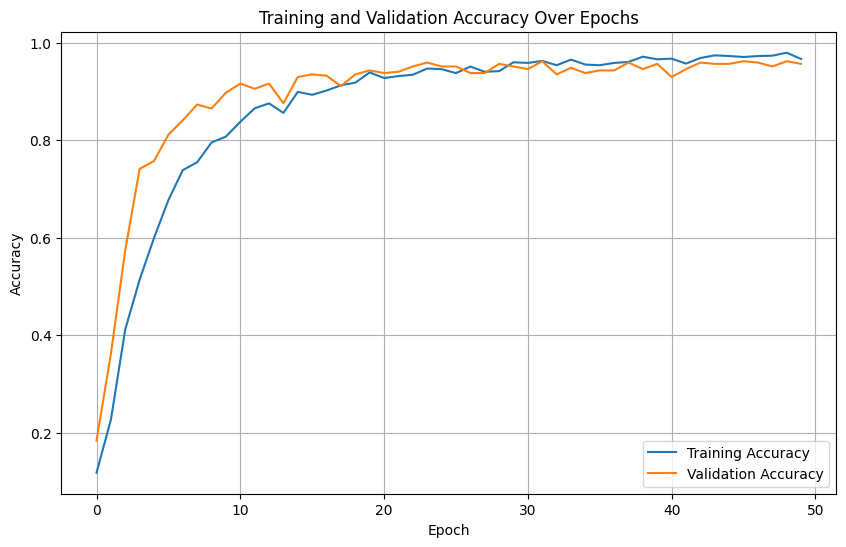 Training and Validation Accuracy Over Epochs
1.0
0.8
0.6
0.4
0.2
Accuracy
Training Accuracy
Validation Accuracy
0 10 20 30 40 50
Epoch